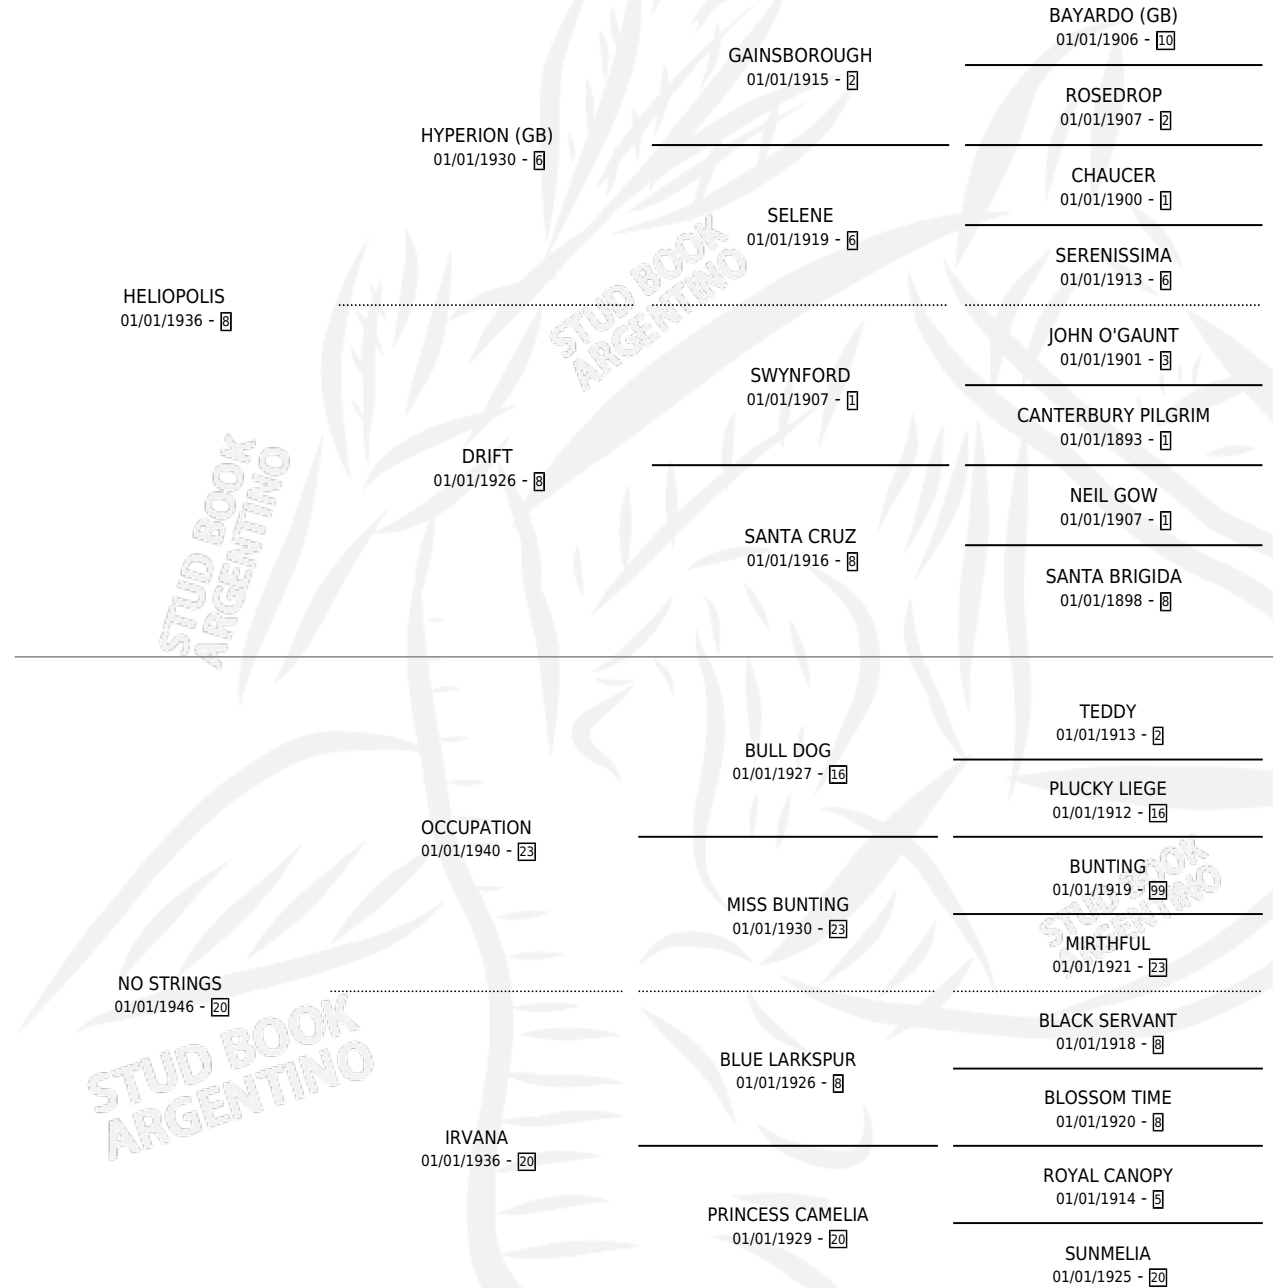 BAYARDO (GB)
01/01/1906 - 10
GAINSBOROUGH
01/01/1915 - 2
ROSEDROP
01/01/1907 - 2
HYPERION (GB)
01/01/1930 - 6
CHAUCER
01/01/1900 - 1
SELENE
01/01/1919 - 6
SERENISSIMA
01/01/1913 - 6
HELIOPOLIS
01/01/1936 - 8
JOHN O'GAUNT
01/01/1901 - 3
SWYNFORD
01/01/1907 - 1
CANTERBURY PILGRIM
01/01/1893 - 1
DRIFT
01/01/1926 - 8
NEIL GOW
01/01/1907 - 1
SANTA CRUZ
01/01/1916 - 8
SANTA BRIGIDA
01/01/1898 - 8
STUD BOOK
ARGENTINO
STUD BOOK
ARGENTINO
TEDDY
01/01/1913 - 2
BULL DOG
01/01/1927 - 16
PLUCKY LIEGE
01/01/1912 - 16
OCCUPATION
01/01/1940 - 23
BUNTING
01/01/1919 - 99
MISS BUNTING
01/01/1930 - 23
MIRTHFUL
01/01/1921 - 23
NO STRINGS
01/01/1946 - 20
BLACK SERVANT
01/01/1918 - 8
BLUE LARKSPUR
01/01/1926 - 8
BLOSSOM TIME
01/01/1920 - 8
IRVANA
01/01/1936 - 20
ROYAL CANOPY
01/01/1914 - 5
PRINCESS CAMELIA
01/01/1929 - 20
SUNMELIA
01/01/1925 - 20
STUD BOOK
ARGENTINO
STUD BOOK
ARGENTINO